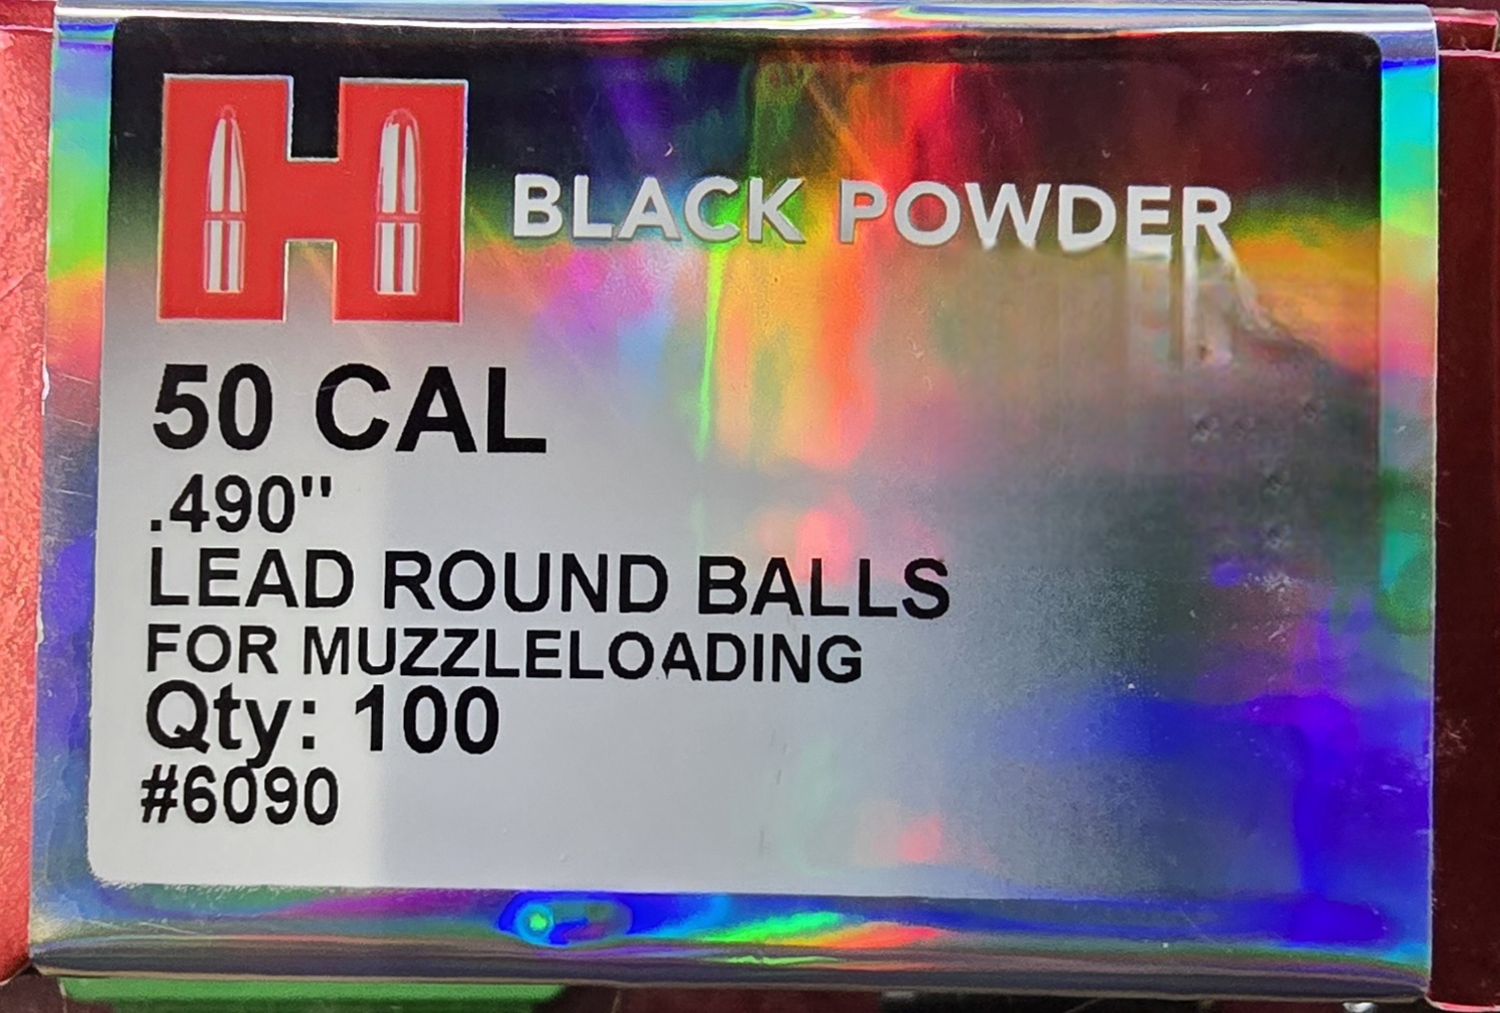 H
BLACK POWDER
50 CAL
.490"
LEAD ROUND BALLS
FOR MUZZLELOADING
Qty: 100
#6090